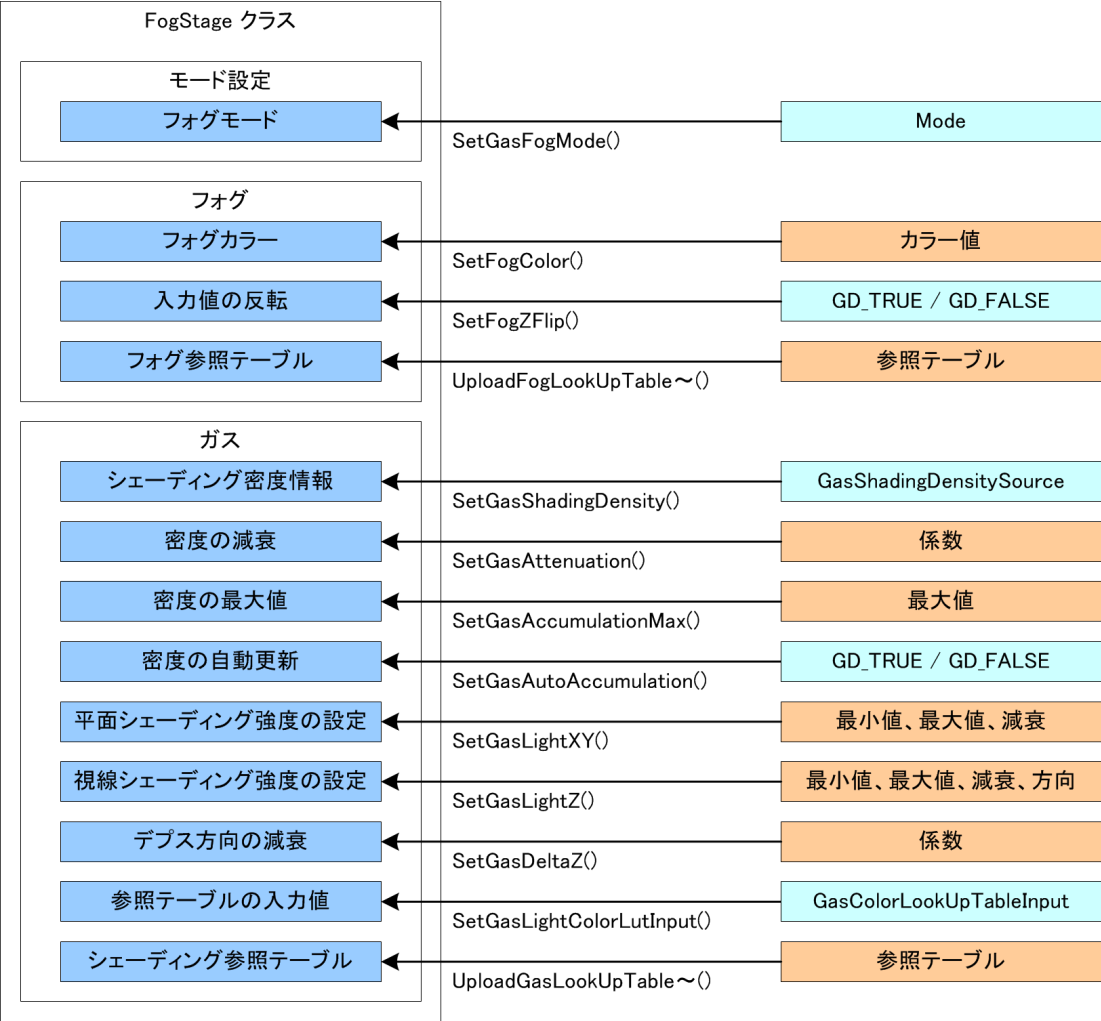 FogStage クラス
モード設定
フォグモード
SetGasFogMode()
Mode
フォグ
フォグカラー
SetFogColor()
カラー値
入力値の反転
SetFogZFlip()
GD_TRUE / GD_FALSE
フォグ参照テーブル
UploadFogLookUpTable～()
参照テーブル
ガス
シェーディング密度情報
SetGasShadingDensity()
GasShadingDensitySource
密度の減衰
SetGasAttenuation()
係数
密度の最大値
SetGasAccumulationMax()
最大値
密度の自動更新
SetGasAutoAccumulation()
GD_TRUE / GD_FALSE
平面シェーディング強度の設定
SetGasLightXY()
最小値、最大値、減衰
視線シェーディング強度の設定
SetGasLightZ()
最小値、最大値、減衰、方向
デプス方向の減衰
SetGasDeltaZ()
係数
参照テーブルの入力値
SetGasLightColorLutInput()
GasColorLookUpTableInput
シェーディング参照テーブル
UploadGasLookUpTable～()
参照テーブル